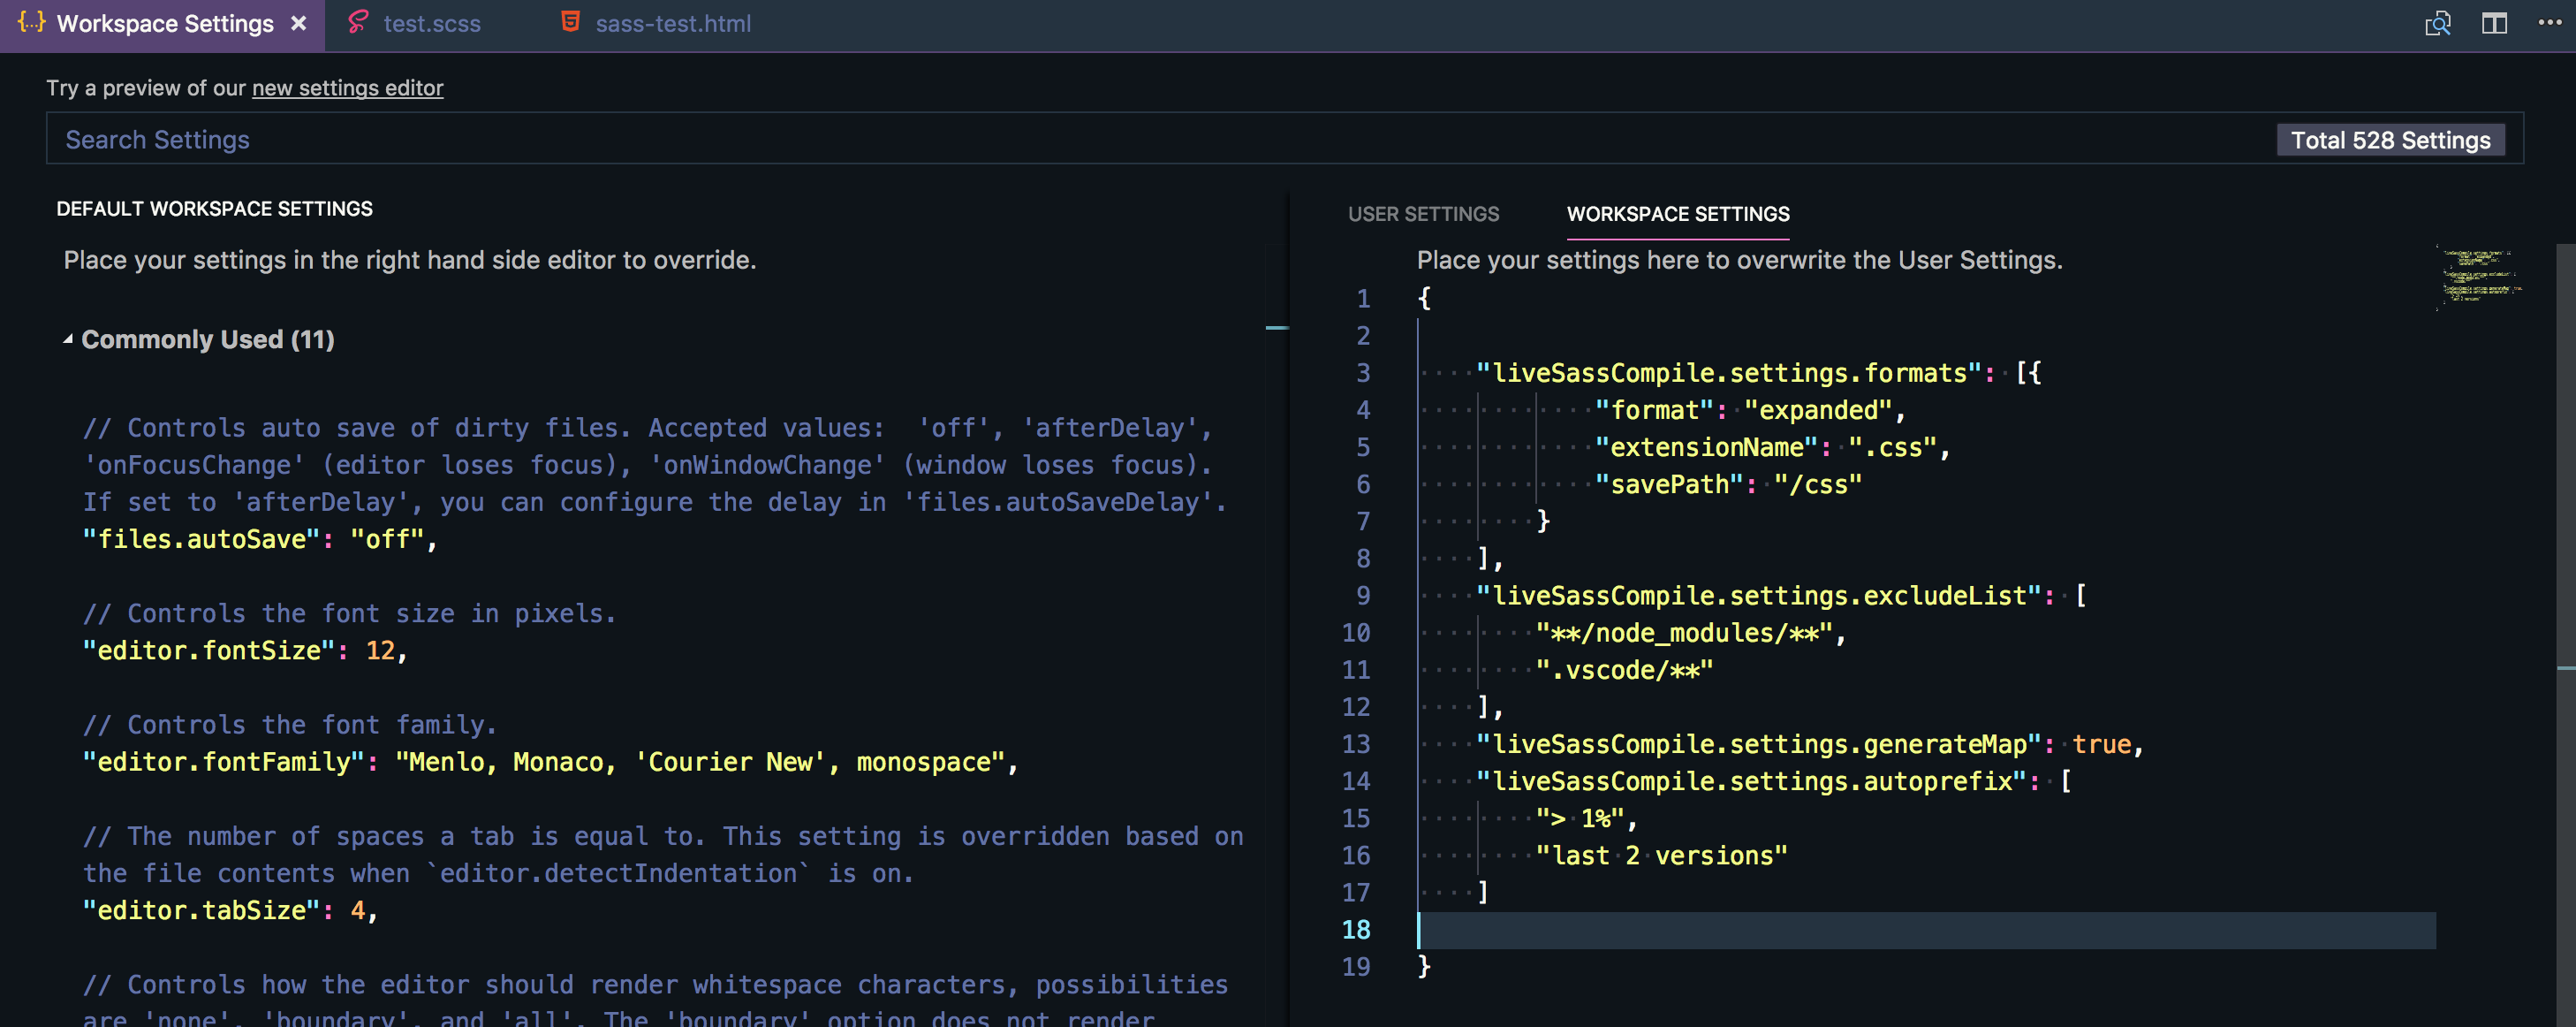 Workspace Settings
test.scss
sass-test.html
Try a preview of our new settings editor
Search Settings
Total 528 Settings
DEFAULT WORKSPACE SETTINGS
Place your settings in the right hand side editor to override.
Commonly Used (11)
// Controls auto save of dirty files. Accepted values:  'off', 'afterDelay',
'onFocusChange' (editor loses focus), 'onWindowChange' (window loses focus).
If set to 'afterDelay', you can configure the delay in 'files.autoSaveDelay'.
"files.autoSave": "off",
// Controls the font size in pixels.
"editor.fontSize": 12,
// Controls the font family.
"editor.fontFamily": "Menlo, Monaco, 'Courier New', monospace",
// The number of spaces a tab is equal to. This setting is overridden based on
the file contents when `editor.detectIndentation` is on.
"editor.tabSize": 4,
// Controls how the editor should render whitespace characters, possibilities
are 'none', 'boundary', and 'all'. The 'boundary' option does not render
USER SETTINGS
WORKSPACE SETTINGS
Place your settings here to overwrite the User Settings.
1 {
2
3 "liveSassCompile.settings.formats": [{
4 "format": "expanded",
5 "extensionName": ".css",
6 "savePath": "/css"
7 }
8 ],
9 "liveSassCompile.settings.excludeList": [
10 "**/node_modules/**",
11 ".vscode/**"
12 ],
13 "liveSassCompile.settings.generateMap": true,
14 "liveSassCompile.settings.autoprefix": [
15 "> 1%",
16 "last 2 versions"
17 ]
18
19 }